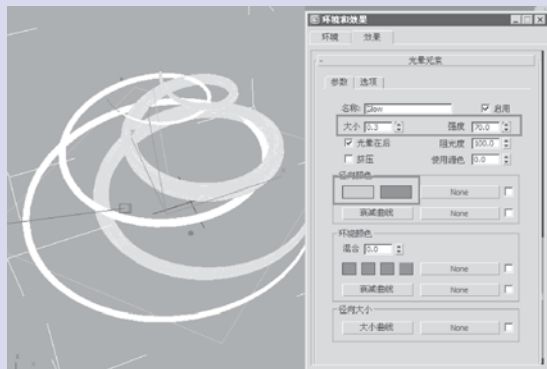 环境和效果
环境 效果
光晕元素
参数 选项
名称: Glow 启用
大小 0.3 强度 70.0
光晕在后 阻光度 100.0
挤压 使用源色 0.0
径向颜色
None
衰减曲线 None
环绕颜色
混合 0.0
None
衰减曲线 None
径向大小
大小曲线 None